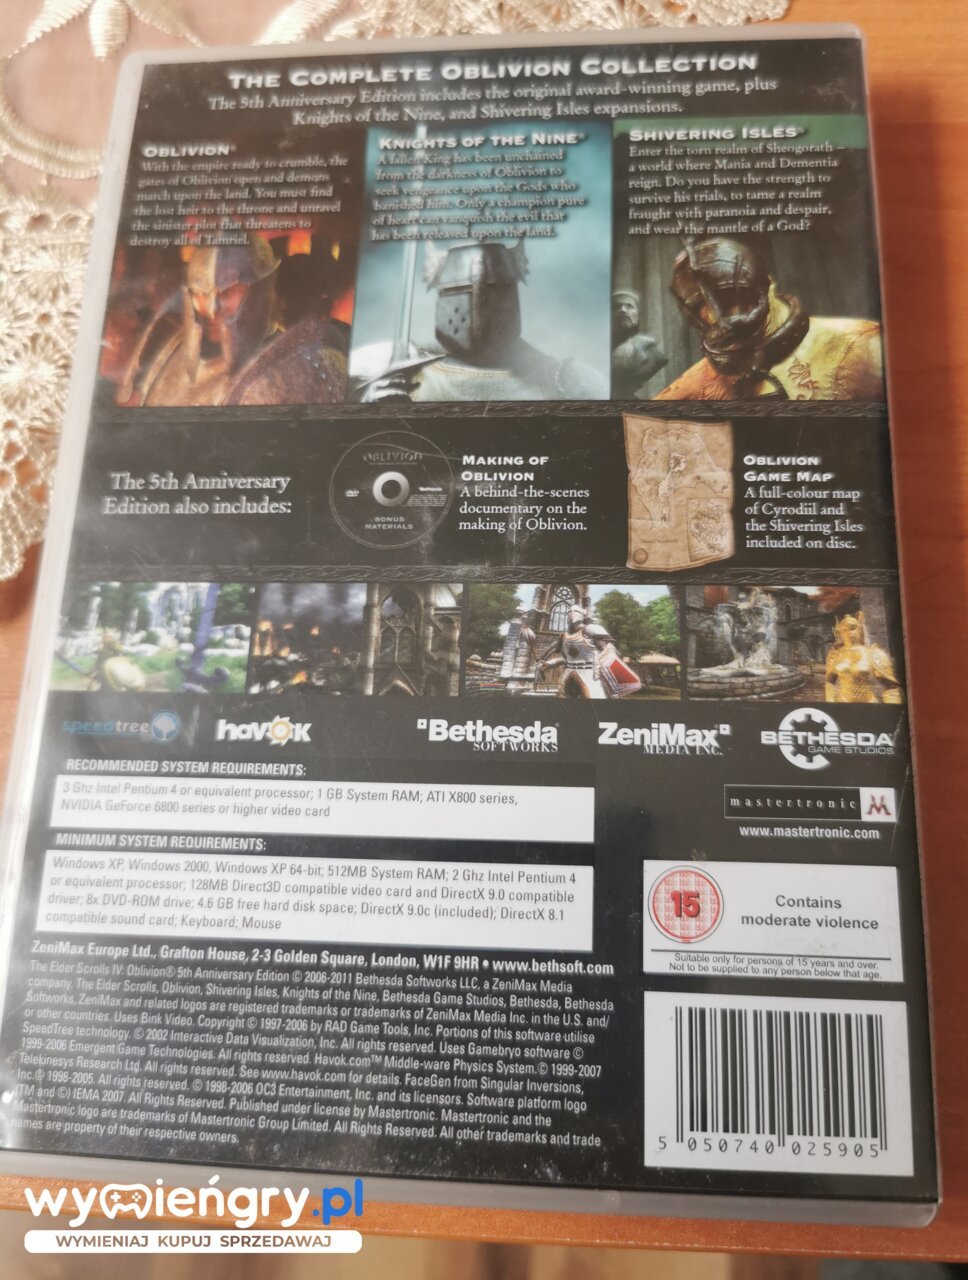 THE COMPLETE OBLIVION COLLECTION
The 5th Anniversary Edition includes the original award-winning game, plus
Knights of the Nine, and Shivering Isles expansions.
OBLIVION®
With the empire ready to crumble, the
gates of Oblivion open and demons
march upon the land. You must find
the lost heir to the throne and unravel
the sinister plot that threatens to
destroy all of Tamriel.
KNIGHTS OF THE NINE®
A fallen King has been unchained
from the darkness of Oblivion to
seek vengeance upon the Gods who
banished him. Only a champion pure
of heart can vanquish the evil that
has been released upon the land.
SHIVERING ISLES®
Enter the torn realm of Sheogorath –
a world where Mania and Dementia
reign. Do you have the strength to
survive his trials, to tame a realm
fraught with paranoia and despair,
and wear the mantle of a God?
The 5th Anniversary
Edition also includes:
OBLIVION
BONUS
MATERIALS
MAKING OF
OBLIVION
A behind-the-scenes
documentary on the
making of Oblivion.
OBLIVION
GAME MAP
A full-colour map
of Cyrodiil and
the Shivering Isles
included on disc.
speedtree
havok
Bethesda
SOFTWORKS
ZeniMax
MEDIA INC.
BETHESDA
GAME STUDIOS
RECOMMENDED SYSTEM REQUIREMENTS:
3 Ghz Intel Pentium 4 or equivalent processor; 1 GB System RAM; ATI X800 series,
NVIDIA GeForce 6800 series or higher video card
MINIMUM SYSTEM REQUIREMENTS:
Windows XP, Windows 2000, Windows XP 64-bit; 512MB System RAM; 2 Ghz Intel Pentium 4
or equivalent processor; 128MB Direct3D compatible video card and DirectX 9.0 compatible
driver; 8x DVD-ROM drive; 4.6 GB free hard disk space; DirectX 9.0c (included); DirectX 8.1
compatible sound card; Keyboard; Mouse
mastertronic M
www.mastertronic.com
15
Contains
moderate violence
Suitable only for persons of 15 years and over.
Not to be supplied to any person below that age.
ZeniMax Europe Ltd., Grafton House, 2-3 Golden Square, London, W1F 9HR • www.bethsoft.com
The Elder Scrolls IV: Oblivion® 5th Anniversary Edition © 2006-2011 Bethesda Softworks LLC, a ZeniMax Media
company. The Elder Scrolls, Oblivion, Shivering Isles, Knights of the Nine, Bethesda Game Studios, Bethesda, Bethesda
Softworks, ZeniMax and related logos are registered trademarks or trademarks of ZeniMax Media Inc. in the U.S. and/
or other countries. Uses Bink Video. Copyright © 1997-2006 by RAD Game Tools, Inc. Portions of this software utilise
SpeedTree technology. © 2002 Interactive Data Visualization, Inc. All rights reserved. Uses Gamebryo software ©
1999-2006 Emergent Game Technologies. All rights reserved. Havok.com™ Middle-ware Physics System.© 1999-2007
Telekinesys Research Ltd. All rights reserved. See www.havok.com for details. FaceGen from Singular Inversions,
Inc.© 1998-2005. All rights reserved. © 1998-2006 OC3 Entertainment, Inc. and its licensors. Software platform logo
(TM and ©) IEMA 2007. All Rights Reserved. Published under license by Mastertronic. Mastertronic and the
Mastertronic logo are trademarks of Mastertronic Group Limited. All Rights Reserved. All other trademarks and trade
names are property of their respective owners.
5 050740 025905
wymieńgry.pl
WYMIENIAJ KUPUJ SPRZEDAWAJ